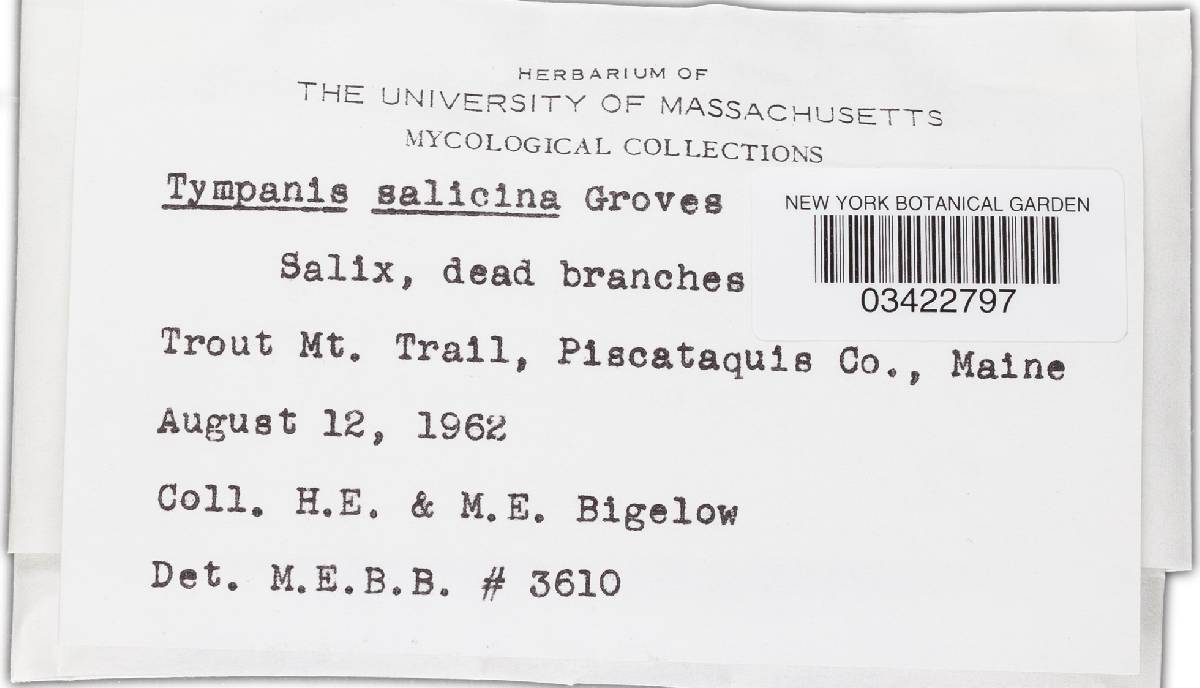 HERBARIUM OF
THE UNIVERSITY OF MASSACHUSETTS
MYCOLOGICAL COLLECTIONS
Tympanis salicina Groves
NEW YORK BOTANICAL GARDEN
03422797
Salix, dead branches
Trout Mt. Trail, Piscataquis Co., Maine
August 12, 1962
Coll. H.E. & M.E. Bigelow
Det. M.E.B.B. # 3610